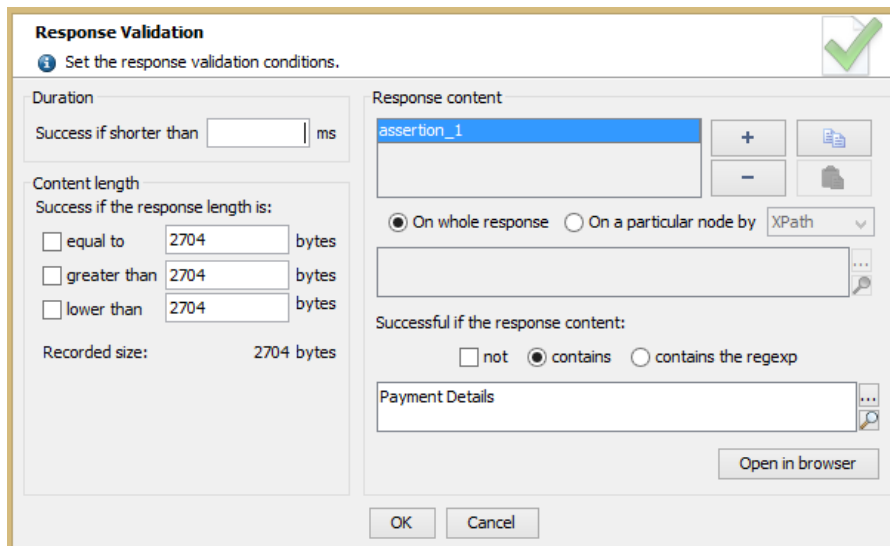 Response Validation
Set the response validation conditions.
Duration
Success if shorter than ms
Content length
Success if the response length is:
equal to 2704 bytes
greater than 2704 bytes
lower than 2704 bytes
Recorded size: 2704 bytes
Response content
assertion_1
+
−
On whole response On a particular node by XPath
...
Successful if the response content:
not contains contains the regexp
Payment Details
...
Open in browser
OK Cancel